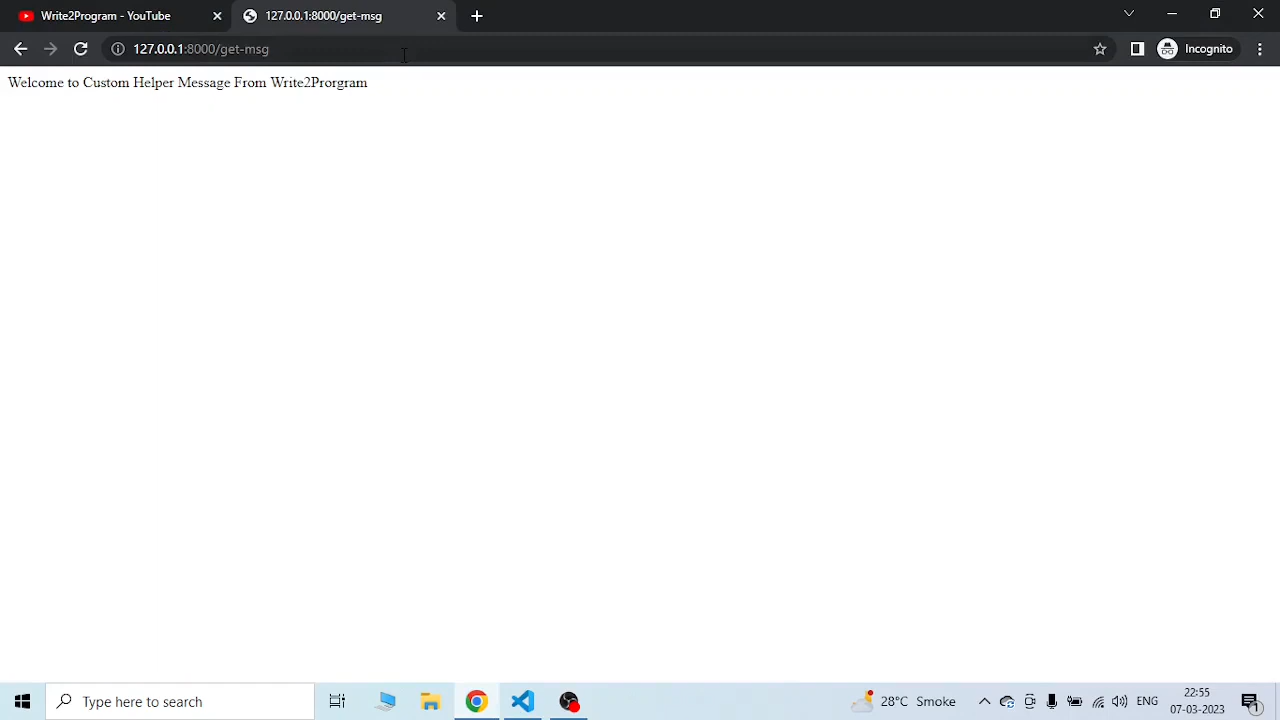 Write2Program - YouTube
127.0.0.1:8000/get-msg
127.0.0.1:8000/get-msg
Incognito
Welcome to Custom Helper Message From Write2Prorgram
Type here to search
28°C Smoke
ENG
22:55
07-03-2023
1